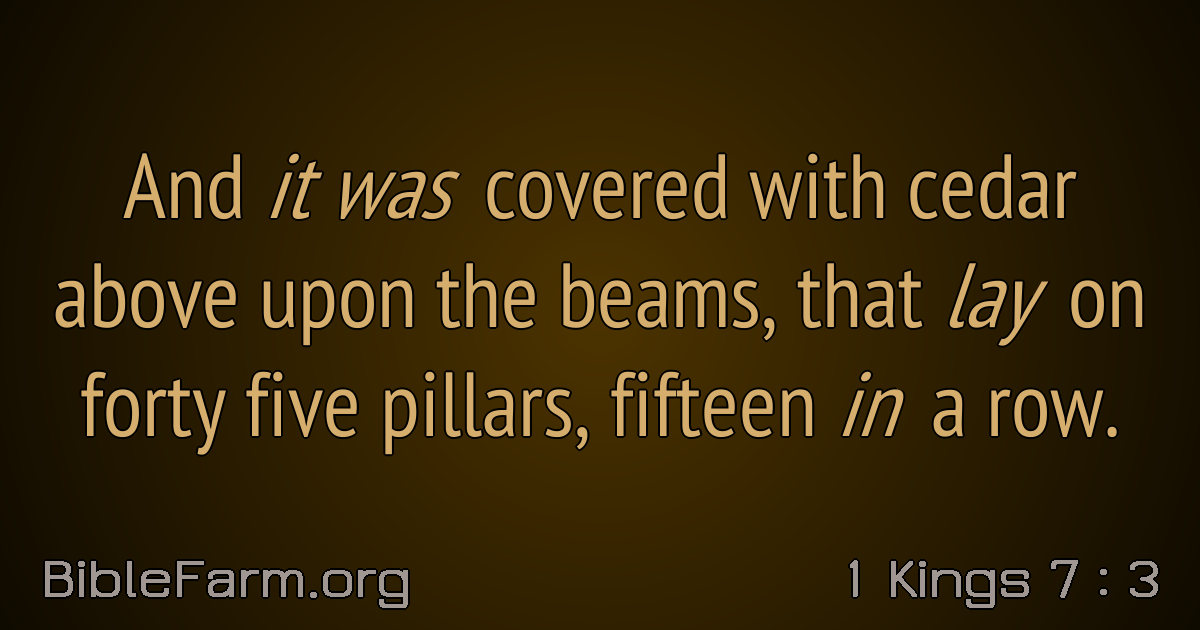 And it was covered with cedar
above upon the beams, that lay on
forty five pillars, fifteen in a row.
BibleFarm.org
1 Kings 7 : 3